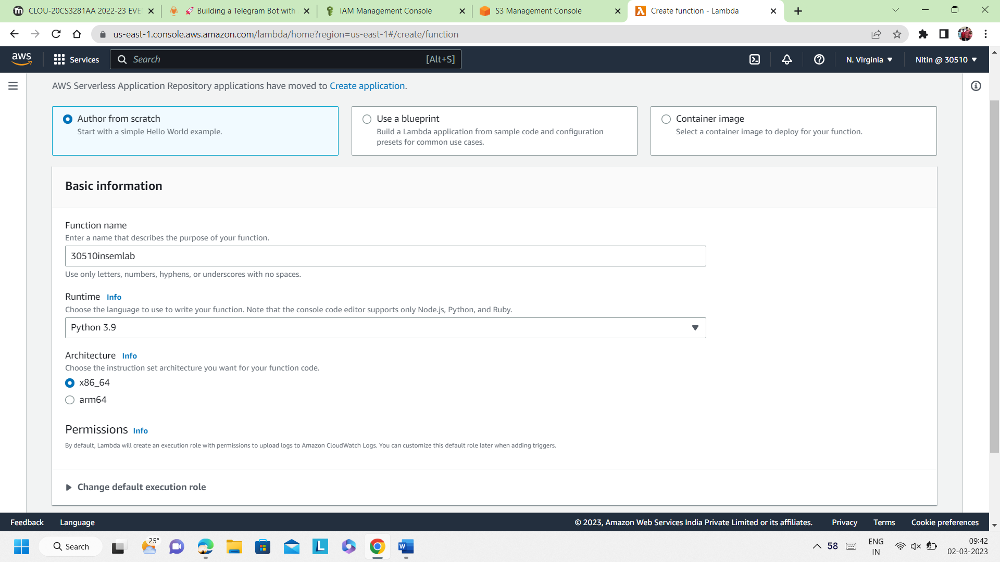 CLOU-20CS3281AA 2022-23 EVE
🚀 Building a Telegram Bot with
IAM Management Console
S3 Management Console
Create function - Lambda
us-east-1.console.aws.amazon.com/lambda/home?region=us-east-1#/create/function
aws
Services
Search
[Alt+S]
N. Virginia
Nitin @ 30510
AWS Serverless Application Repository applications have moved to Create application.
Author from scratch
Start with a simple Hello World example.
Use a blueprint
Build a Lambda application from sample code and configuration
presets for common use cases.
Container image
Select a container image to deploy for your function.
Basic information
Function name
Enter a name that describes the purpose of your function.
30510insemlab
Use only letters, numbers, hyphens, or underscores with no spaces.
Runtime Info
Choose the language to use to write your function. Note that the console code editor supports only Node.js, Python, and Ruby.
Python 3.9
Architecture Info
Choose the instruction set architecture you want for your function code.
x86_64
arm64
Permissions Info
By default, Lambda will create an execution role with permissions to upload logs to Amazon CloudWatch Logs. You can customize this default role later when adding triggers.
Change default execution role
Feedback
Language
© 2023, Amazon Web Services India Private Limited or its affiliates.
Privacy
Terms
Cookie preferences
Search
25°
L
W
58
ENG
IN
09:42
02-03-2023